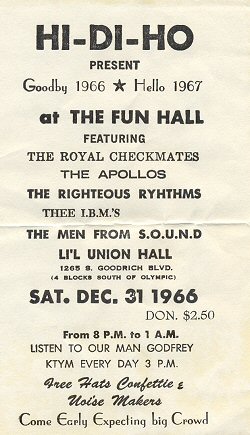 HI-DI-HO
PRESENT
Goodby 1966 ★ Hello 1967
at THE FUN HALL
FEATURING
THE ROYAL CHECKMATES
THE APOLLOS
THE RIGHTEOUS RYHTHMS
THEE I.B.M.'S
THE MEN FROM S.O.U.N.D
LI'L UNION HALL
1265 S. GOODRICH BLVD.
(4 BLOCKS SOUTH OF OLYMPIC)
SAT. DEC. 31 1966
DON. $2.50
From 8 P.M. to 1 A.M.
LISTEN TO OUR MAN GODFREY
KTYM EVERY DAY 3 P.M.
Free Hats Confettie &
Noise Makers
Come Early Expecting big Crowd